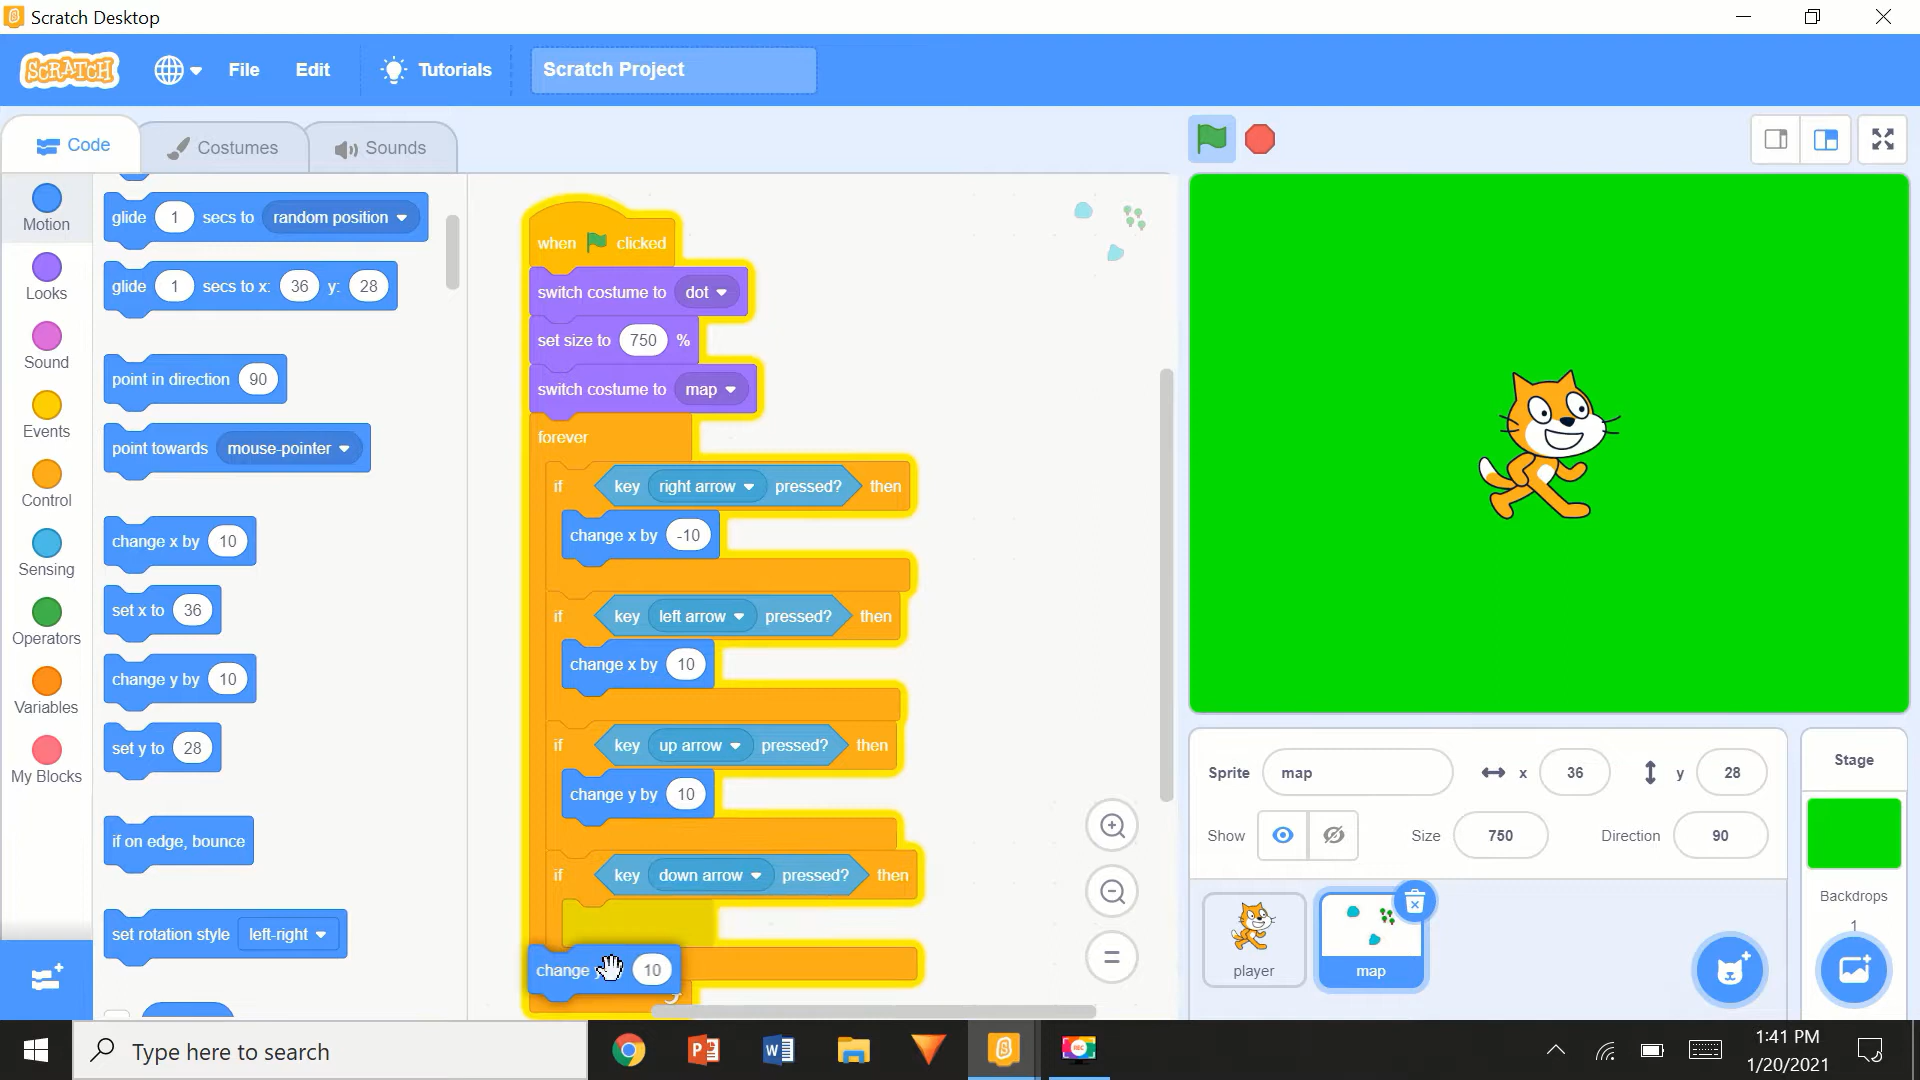 Scratch Desktop
SCRATCH
File
Edit
Tutorials
Scratch Project
Code
Costumes
Sounds
Motion
Looks
Sound
Events
Control
Sensing
Operators
Variables
My Blocks
glide 1 secs to random position
glide 1 secs to x: 36 y: 28
point in direction 90
point towards mouse-pointer
change x by 10
set x to 36
change y by 10
set y to 28
if on edge, bounce
set rotation style left-right
when clicked
switch costume to dot
set size to 750 %
switch costume to map
forever
if key right arrow pressed? then
change x by -10
if key left arrow pressed? then
change x by 10
if key up arrow pressed? then
change y by 10
if key down arrow pressed? then
change 10
Sprite map x 36 y 28
Show Size 750 Direction 90
player
map
Stage
Backdrops
1
Type here to search
1:41 PM
1/20/2021